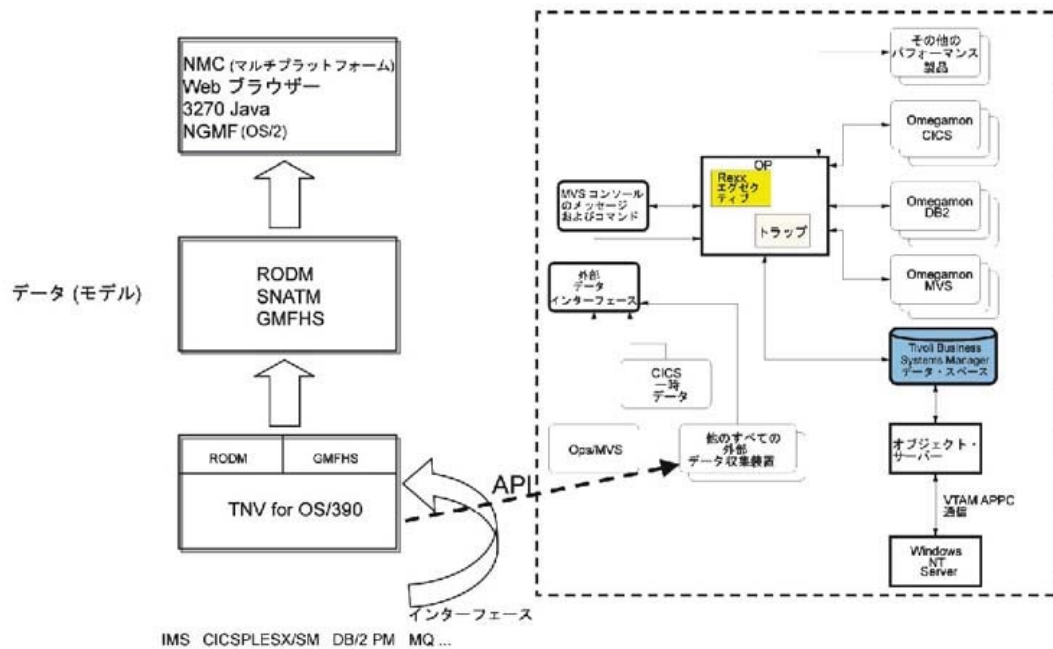 NMC (マルチプラットフォーム)
Web ブラウザー
3270 Java
NGMF (OS/2)
データ (モデル)
RODM
SNATM
GMFHS
RODM
GMFHS
TNV for OS/390
API
インターフェース
IMS CICSPLESX/SM DB/2 PM MQ ...
その他の
パフォーマンス
製品
Omegamon
CICS
OP
Rexx
エグゼク
ティブ
トラップ
MVS コンソール
のメッセージ
およびコマンド
Omegamon
DB2
外部
データ
インターフェース
Omegamon
MVS
Tivoli Business
Systems Manager
データ・スペース
CICS
一時
データ
Ops/MVS
他のすべての
外部
データ収集装置
オブジェクト・
サーバー
VTAM APPC
通信
Windows
NT
Server